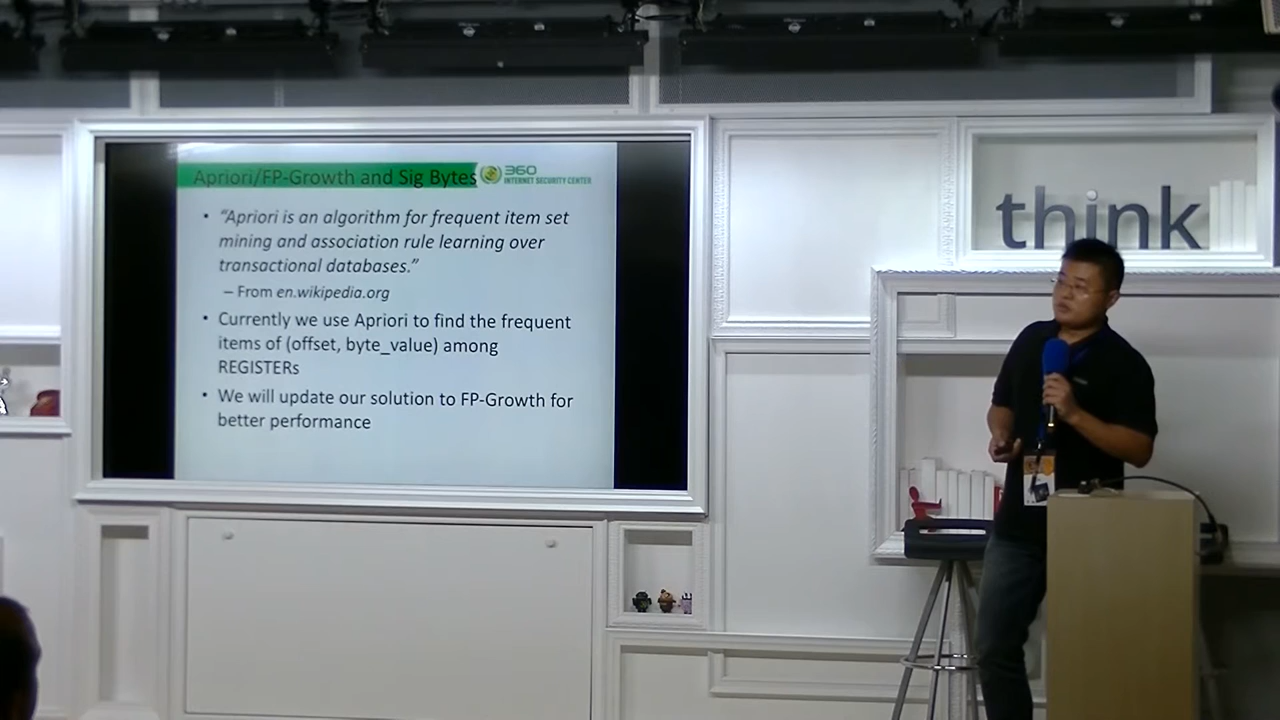 Apriori/FP-Growth and Sig Bytes
360
INTERNET SECURITY CENTER
• “Apriori is an algorithm for frequent item set
mining and association rule learning over
transactional databases.”
– From en.wikipedia.org
• Currently we use Apriori to find the frequent
items of (offset, byte_value) among
REGISTERs
• We will update our solution to FP-Growth for
better performance
think